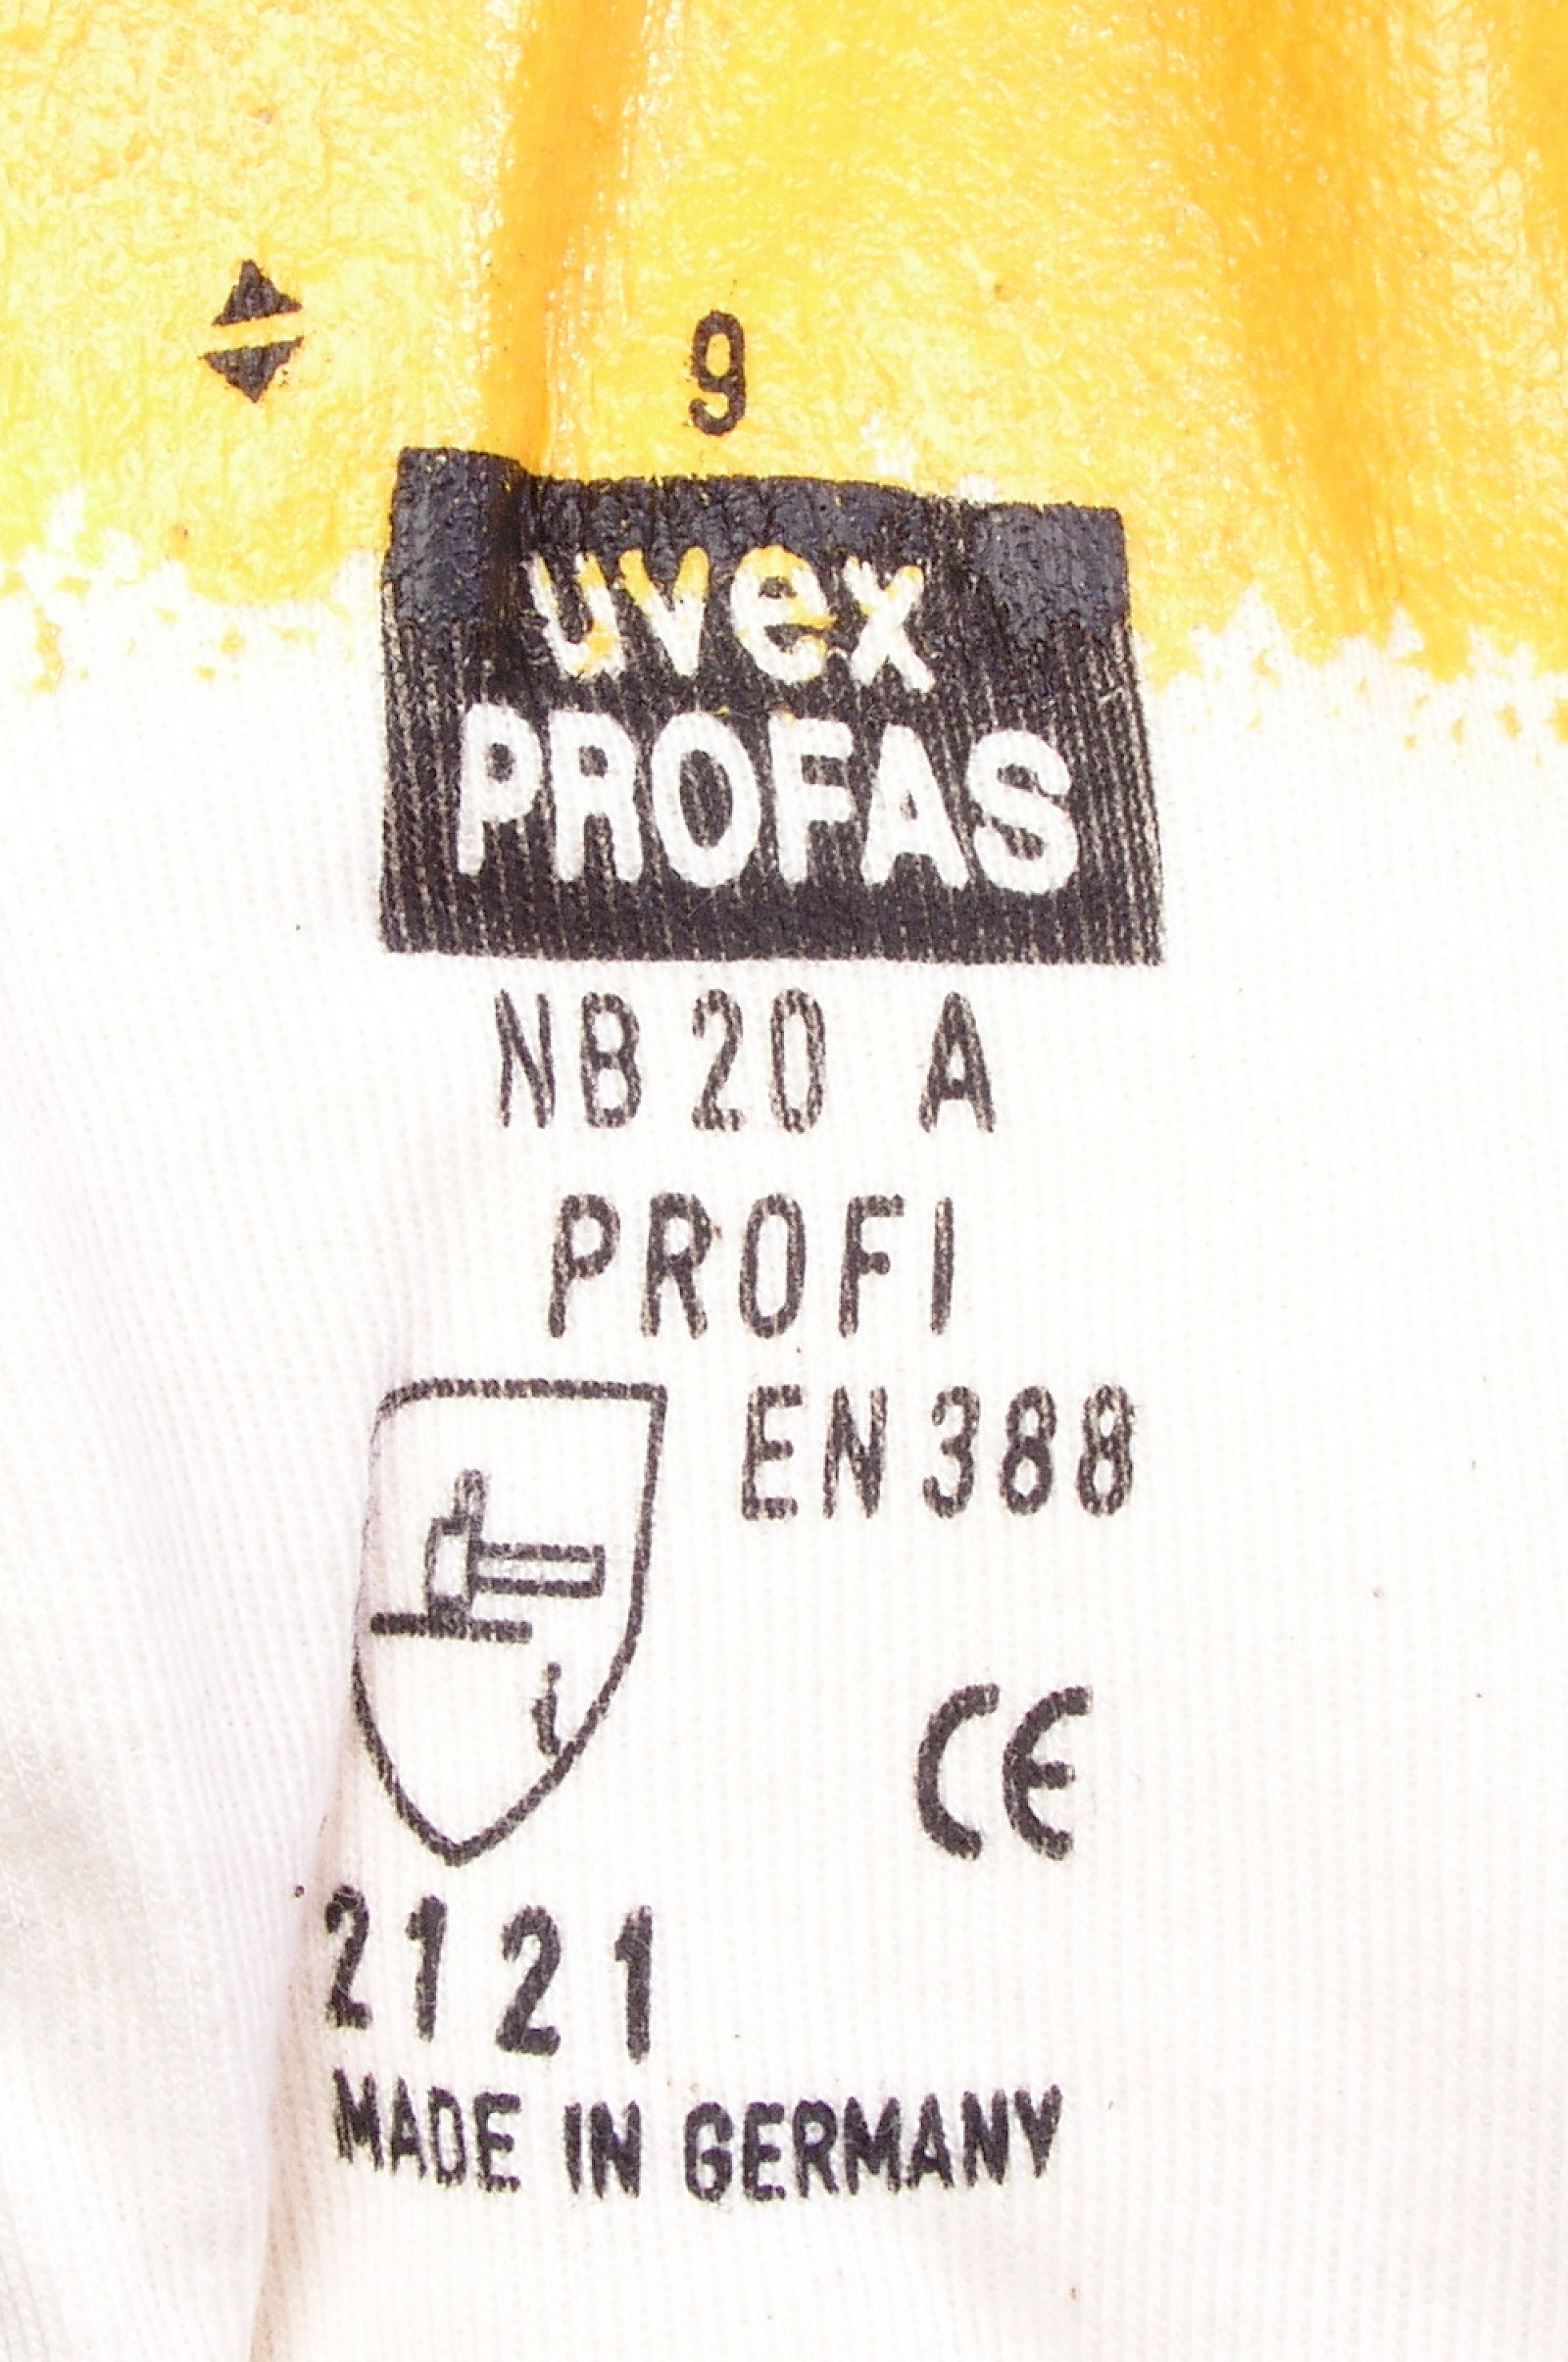 9
uvex
PROFAS
NB 20 A
PROFI
EN 388
i
CE
2121
MADE IN GERMANY